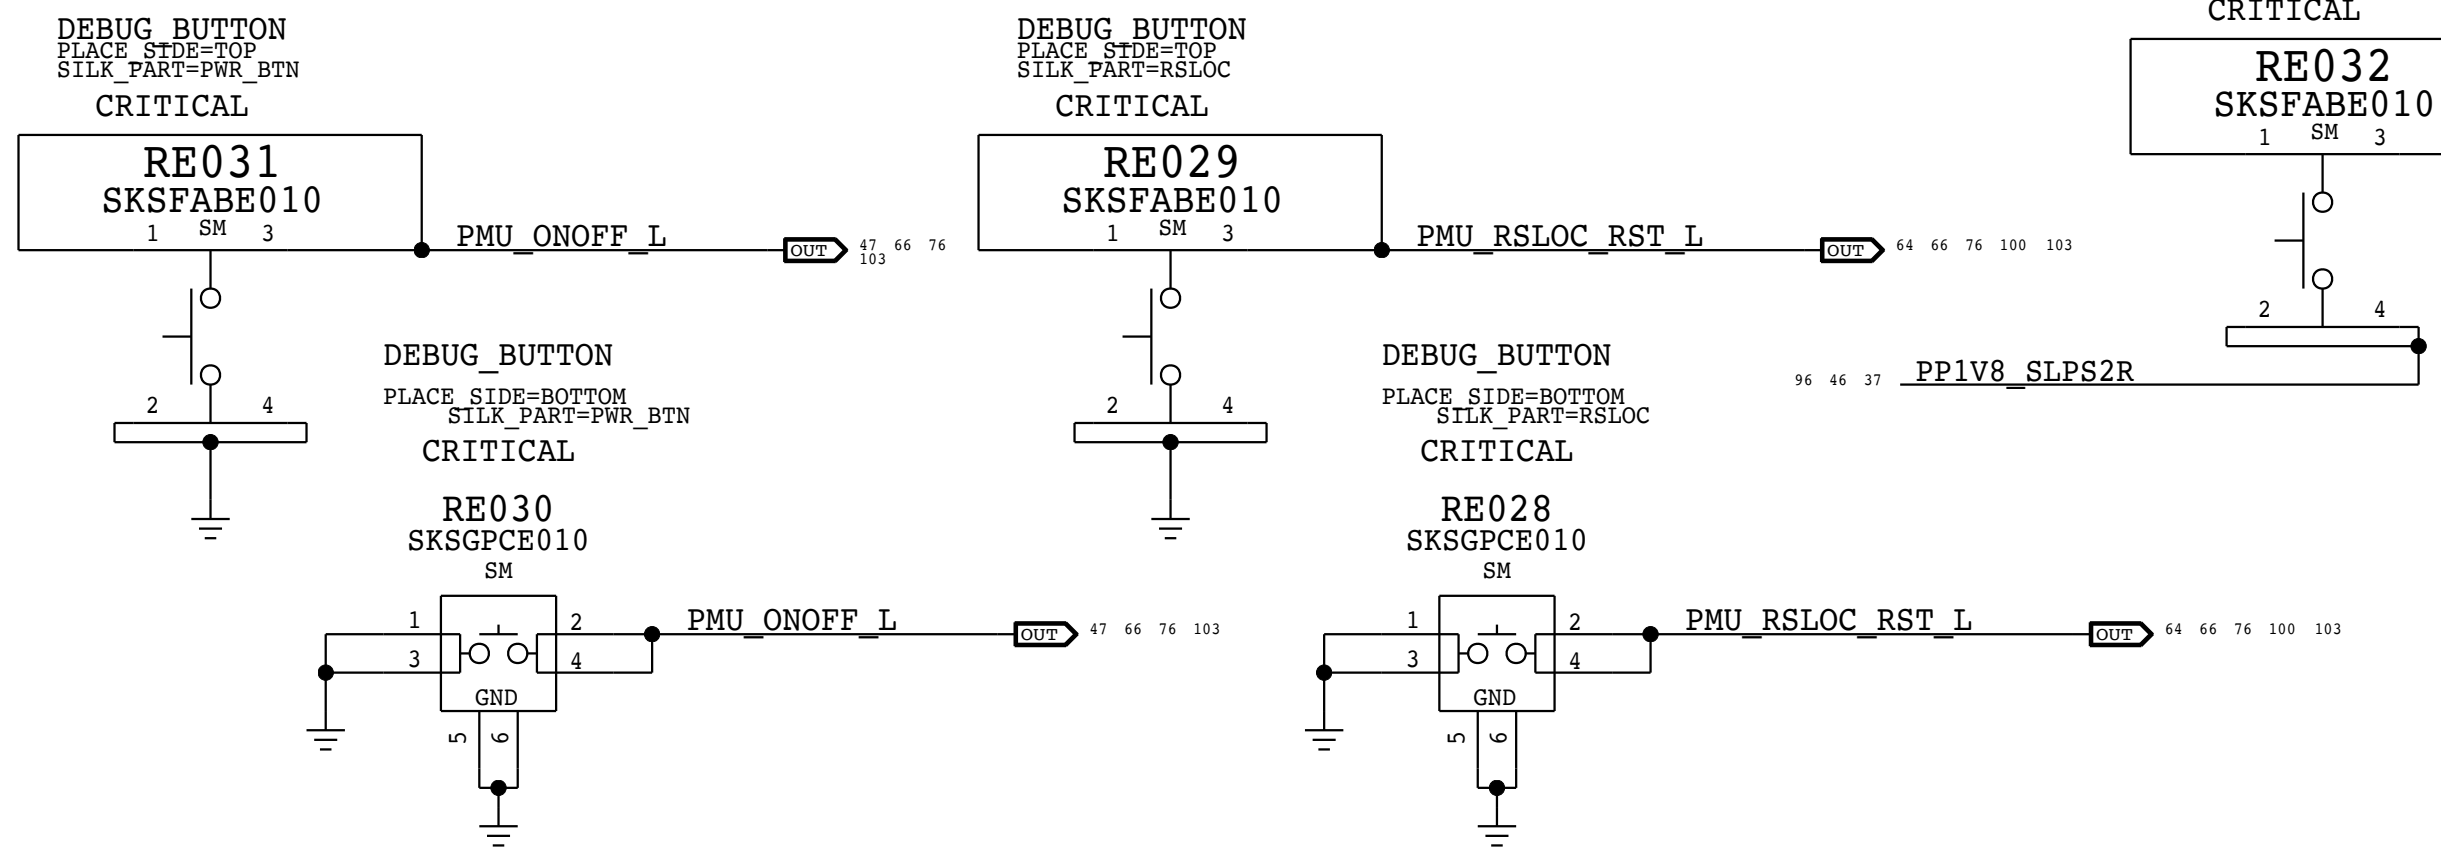 DEBUG_BUTTON
PLACE_SIDE=TOP
SILK_PART=PWR_BTN
CRITICAL
RE031
SKSFABE010
SM
1 3
PMU_ONOFF_L
OUT
47 66 76
103
2 4
DEBUG_BUTTON
PLACE_SIDE=BOTTOM
SILK_PART=PWR_BTN
CRITICAL
RE030
SKSGPCE010
SM
1 2
3 4
GND
5 6
PMU_ONOFF_L
OUT
47 66 76 103
DEBUG_BUTTON
PLACE_SIDE=TOP
SILK_PART=RSLOC
CRITICAL
RE029
SKSFABE010
SM
1 3
PMU_RSLOC_RST_L
OUT
64 66 76 100 103
2 4
DEBUG_BUTTON
PLACE_SIDE=BOTTOM
SILK_PART=RSLOC
CRITICAL
RE028
SKSGPCE010
SM
1 2
3 4
GND
5 6
PMU_RSLOC_RST_L
OUT
64 66 76 100 103
CRITICAL
RE032
SKSFABE010
1 SM 3
2 4
96 46 37 PP1V8_SLPS2R